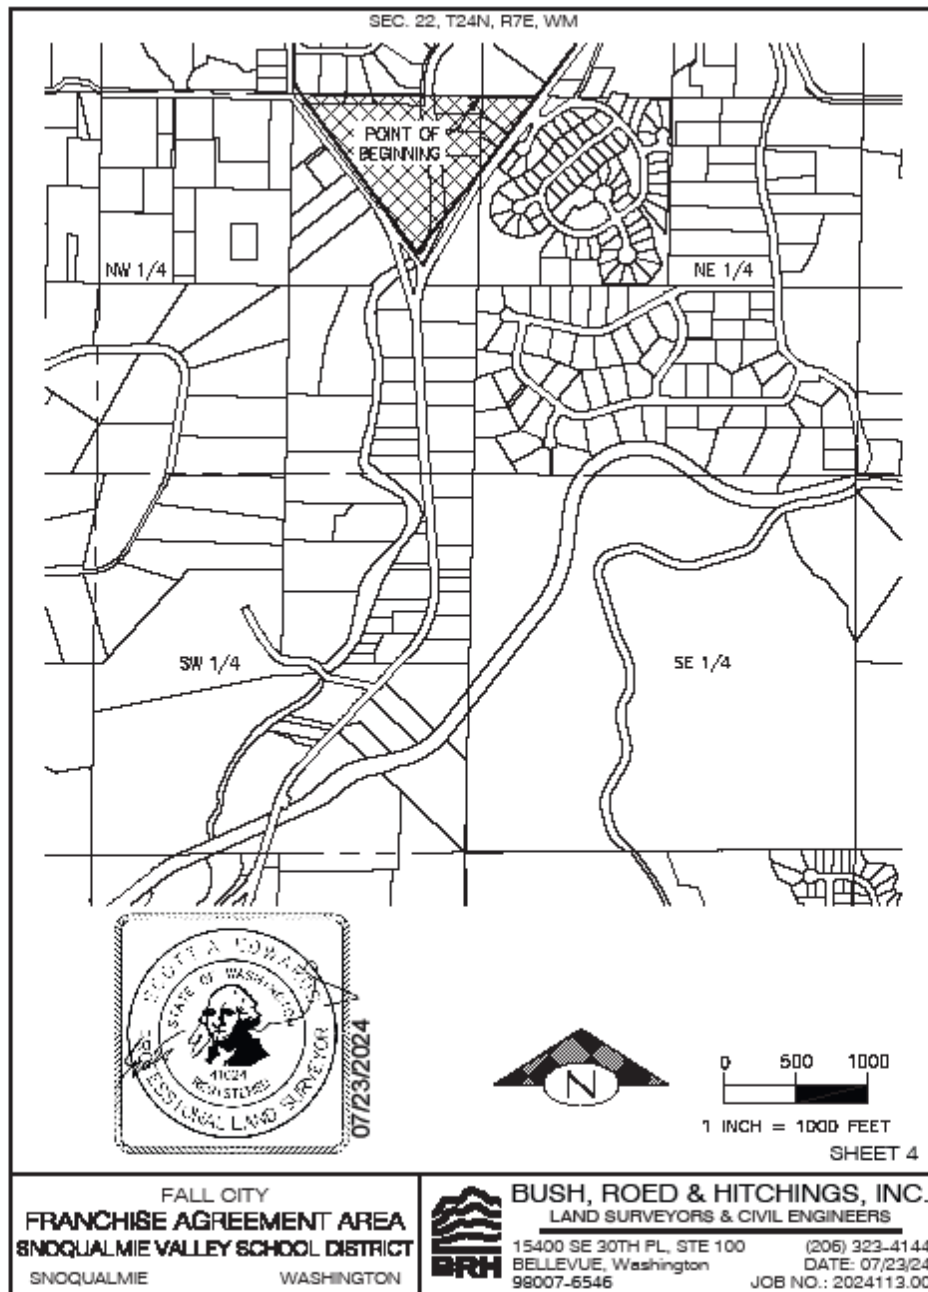 SEC. 22, T24N, R7E, WM
POINT OF
BEGINNING
NW 1/4
NE 1/4
SW 1/4
SE 1/4
SCOTT A. EDWARDS
STATE OF WASHINGTON
41024
REGISTERED
PROFESSIONAL LAND SURVEYOR
07/23/2024
N
0 500 1000
1 INCH = 1000 FEET
SHEET 4
FALL CITY
FRANCHISE AGREEMENT AREA
SNOQUALMIE VALLEY SCHOOL DISTRICT
SNOQUALMIE WASHINGTON
BRH
BUSH, ROED & HITCHINGS, INC.
LAND SURVEYORS & CIVIL ENGINEERS
15400 SE 30TH PL, STE 100 (206) 323-4144
BELLEVUE, Washington DATE: 07/23/24
98007-6546 JOB NO.: 2024113.00